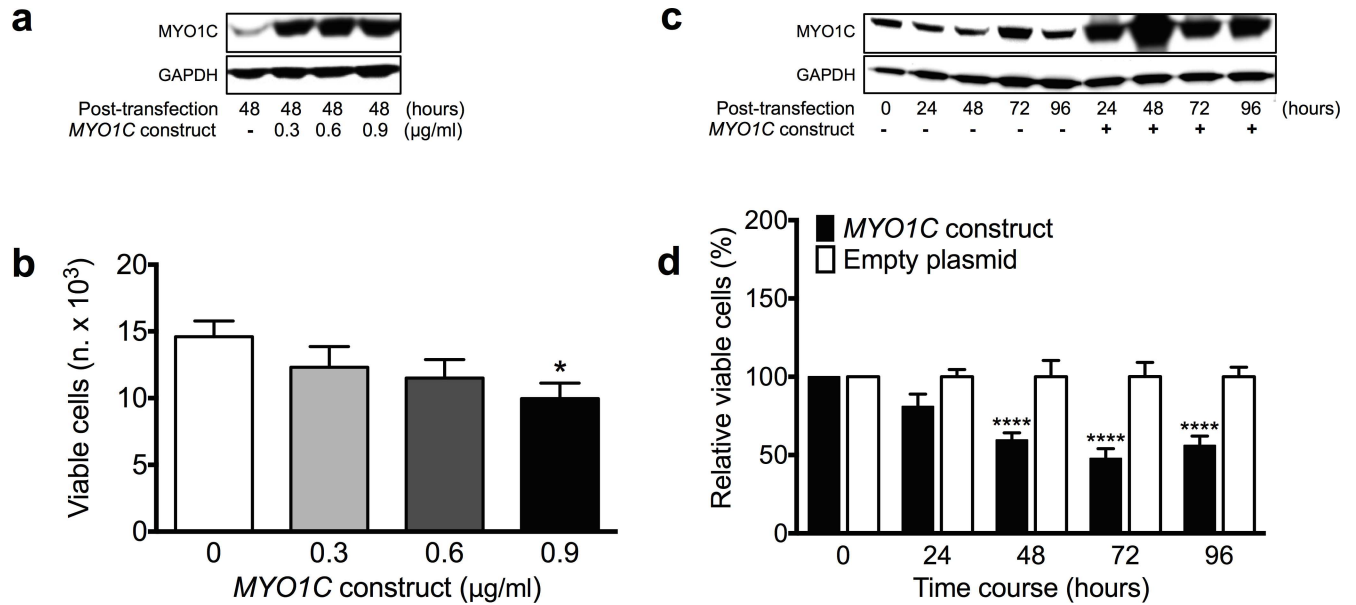 a
MYO1C
GAPDH
Post-transfection 48 48 48 48 (hours)
MYO1C construct - 0.3 0.6 0.9 (µg/ml)
c
MYO1C
GAPDH
Post-transfection 0 24 48 72 96 24 48 72 96 (hours)
MYO1C construct - - - - - + + + +
b
Viable cells (n. x 10³)
20
15
10
5
0
*
0 0.3 0.6 0.9
MYO1C construct (µg/ml)
d
Relative viable cells (%)
200
150
100
50
0
MYO1C construct
Empty plasmid
**** **** ****
0 24 48 72 96
Time course (hours)